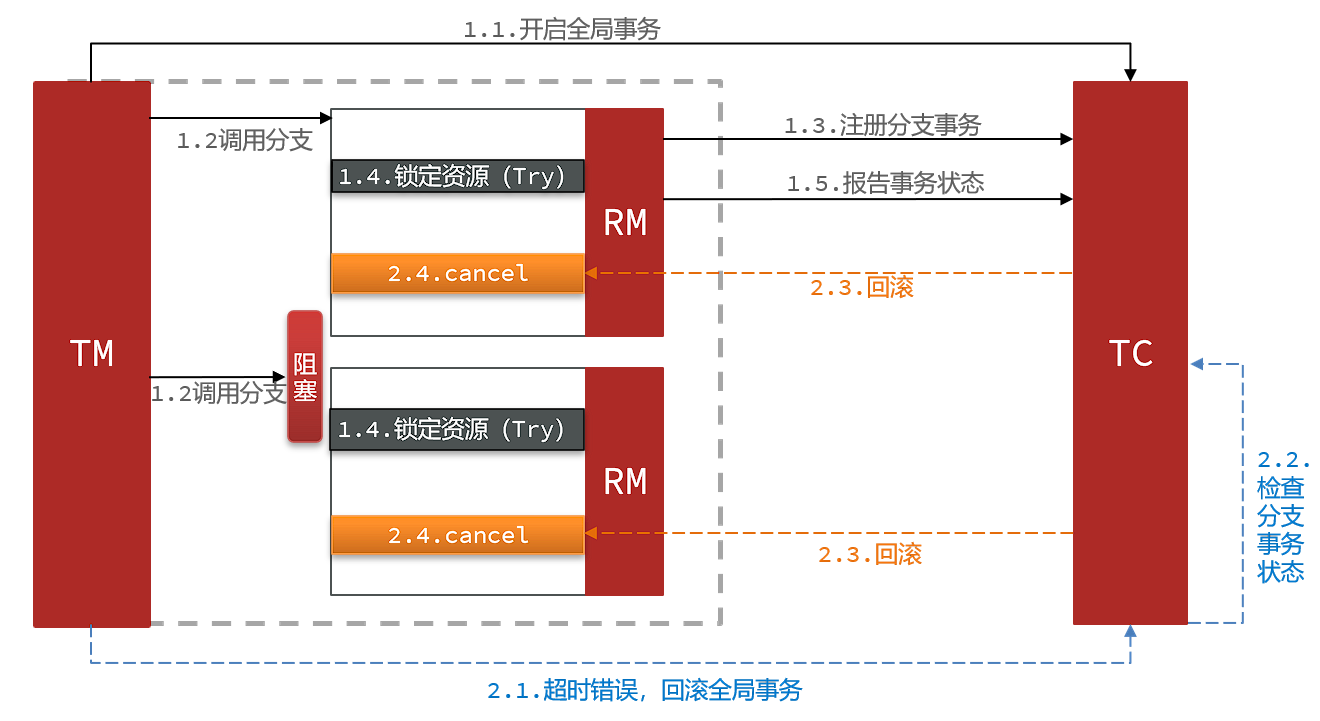 1.1.开启全局事务
1.2调用分支
1.3.注册分支事务
1.4.锁定资源（Try）
1.5.报告事务状态
RM
2.4.cancel
2.3.回滚
TM
阻
塞
TC
1.2调用分支
1.4.锁定资源（Try）
RM
2.2.
检查
分支
事务
状态
2.4.cancel
2.3.回滚
2.1.超时错误，回滚全局事务